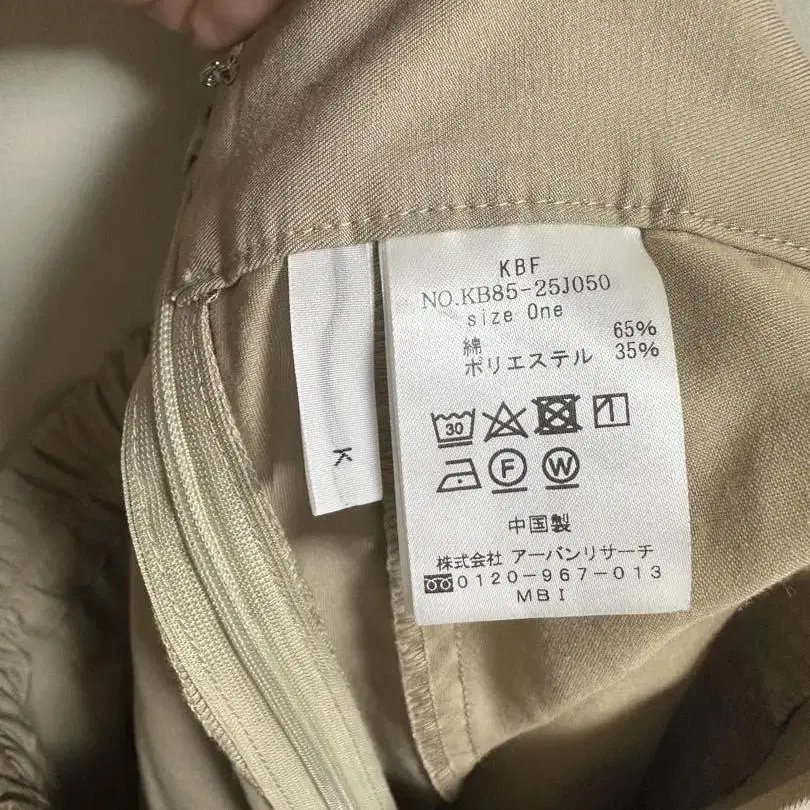 KBF
NO.KB85-25J050
size One
綿 65%
ポリエステル 35%
30
F W
中国製
株式会社 アーバンリサーチ
0120-967-013
MBI
K